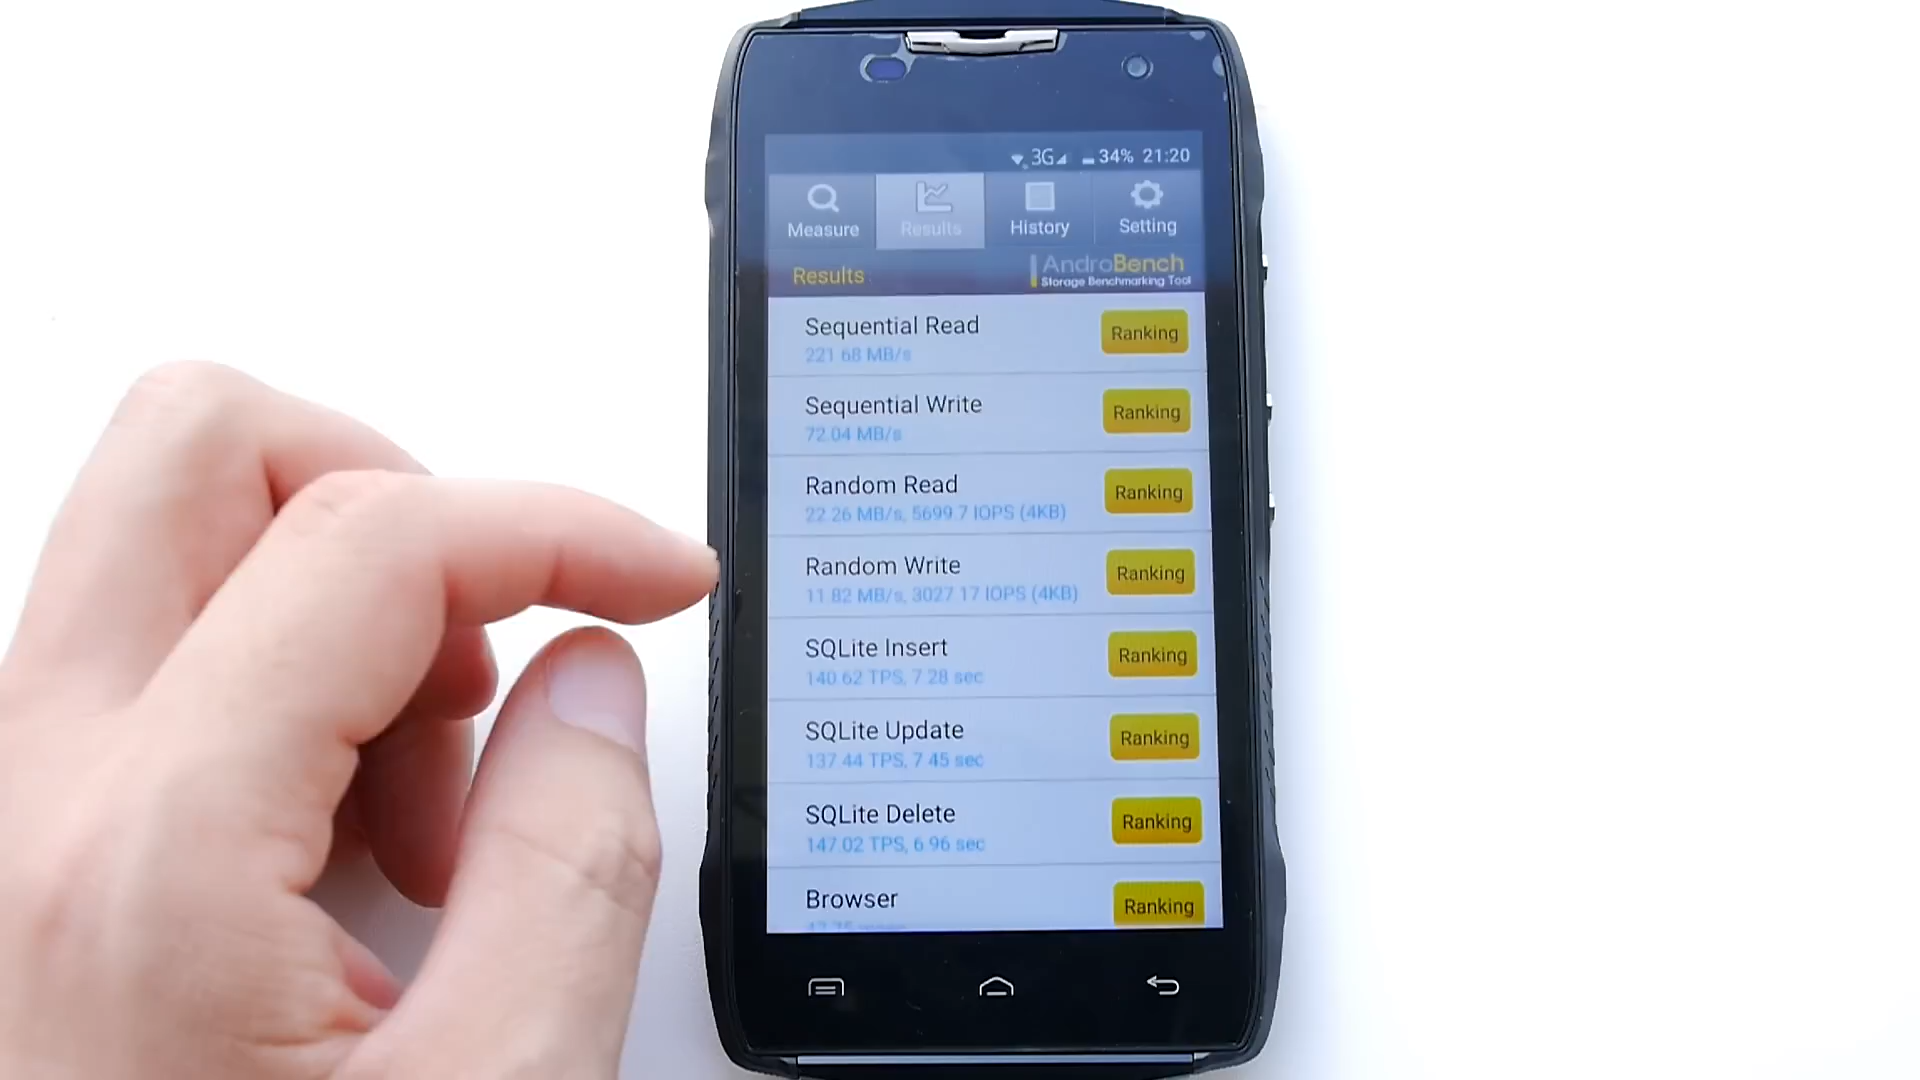 3G 34% 21:20
Measure Results History Setting
Results AndroBench
Storage Benchmarking Tool
Sequential Read Ranking
221.68 MB/s
Sequential Write Ranking
72.04 MB/s
Random Read Ranking
22.26 MB/s, 5699.7 IOPS (4KB)
Random Write Ranking
11.82 MB/s, 3027.17 IOPS (4KB)
SQLite Insert Ranking
140.62 TPS, 7.28 sec
SQLite Update Ranking
137.44 TPS, 7.45 sec
SQLite Delete Ranking
147.02 TPS, 6.96 sec
Browser Ranking